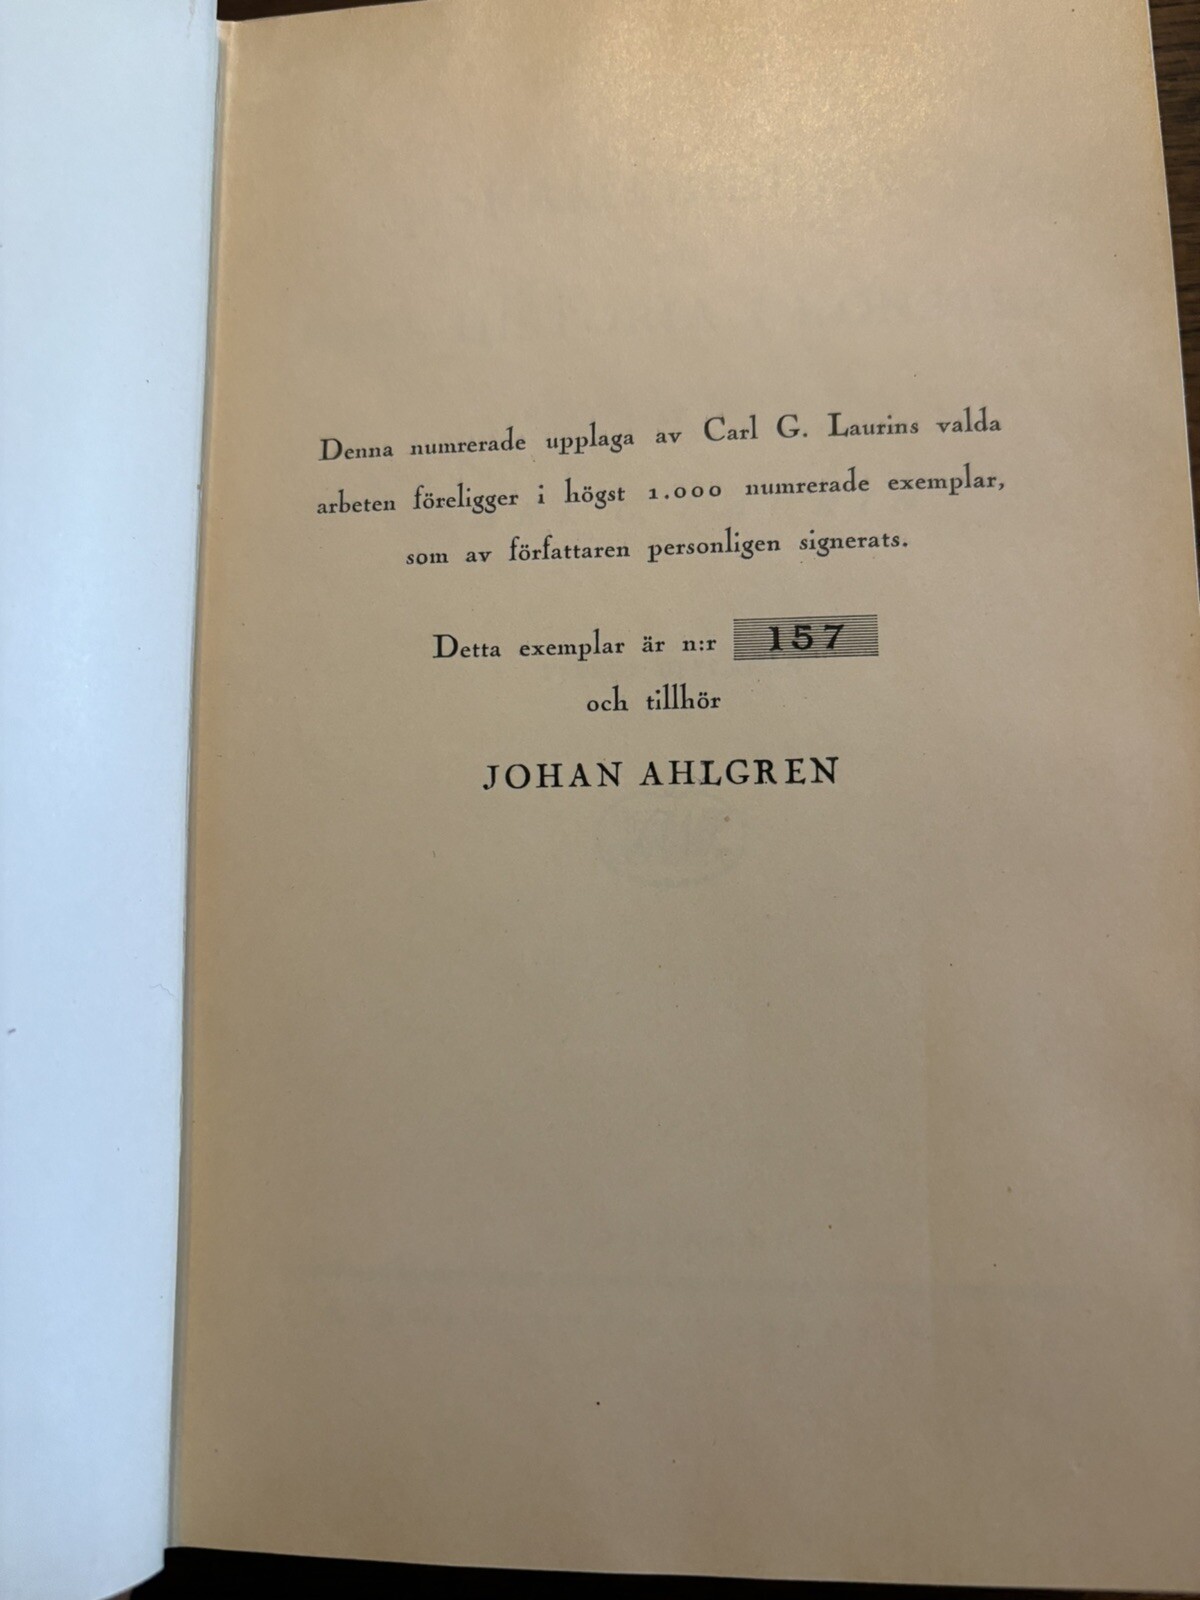 Denna numrerade upplaga av Carl G. Laurins valda
arbeten föreligger i högst 1.000 numrerade exemplar,
som av författaren personligen signerats.
Detta exemplar är n:r 157
och tillhör
JOHAN AHLGREN